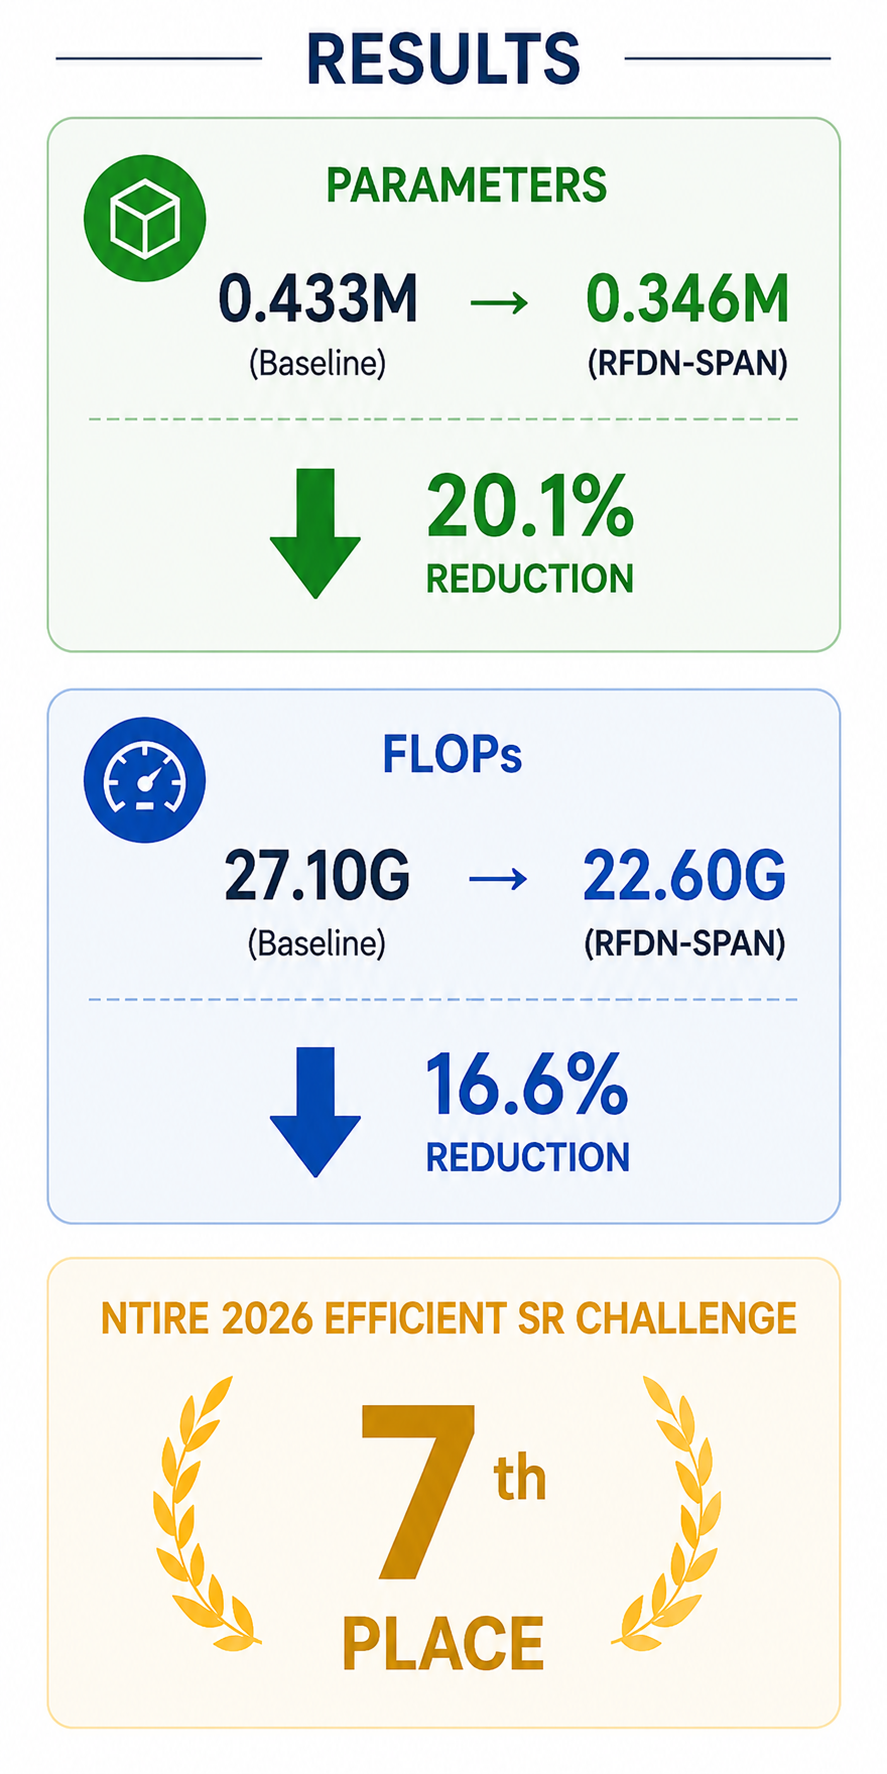 RESULTS
PARAMETERS
0.433M → 0.346M
(Baseline) (RFDN-SPAN)
20.1%
REDUCTION
FLOPs
27.10G → 22.60G
(Baseline) (RFDN-SPAN)
16.6%
REDUCTION
NTIRE 2026 EFFICIENT SR CHALLENGE
7th
PLACE